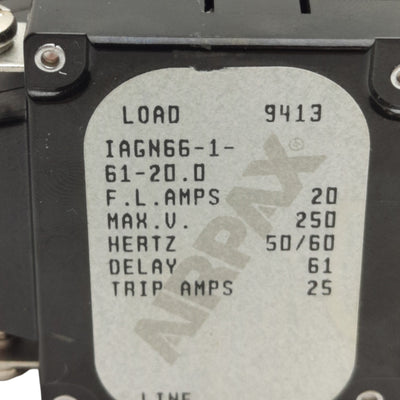 LOAD 9413
IAGN66-1-
61-20.0
F.L.AMPS 20
MAX.V. 250
HERTZ 50/60
DELAY 61
TRIP AMPS 25
AIRPAX®
LINE